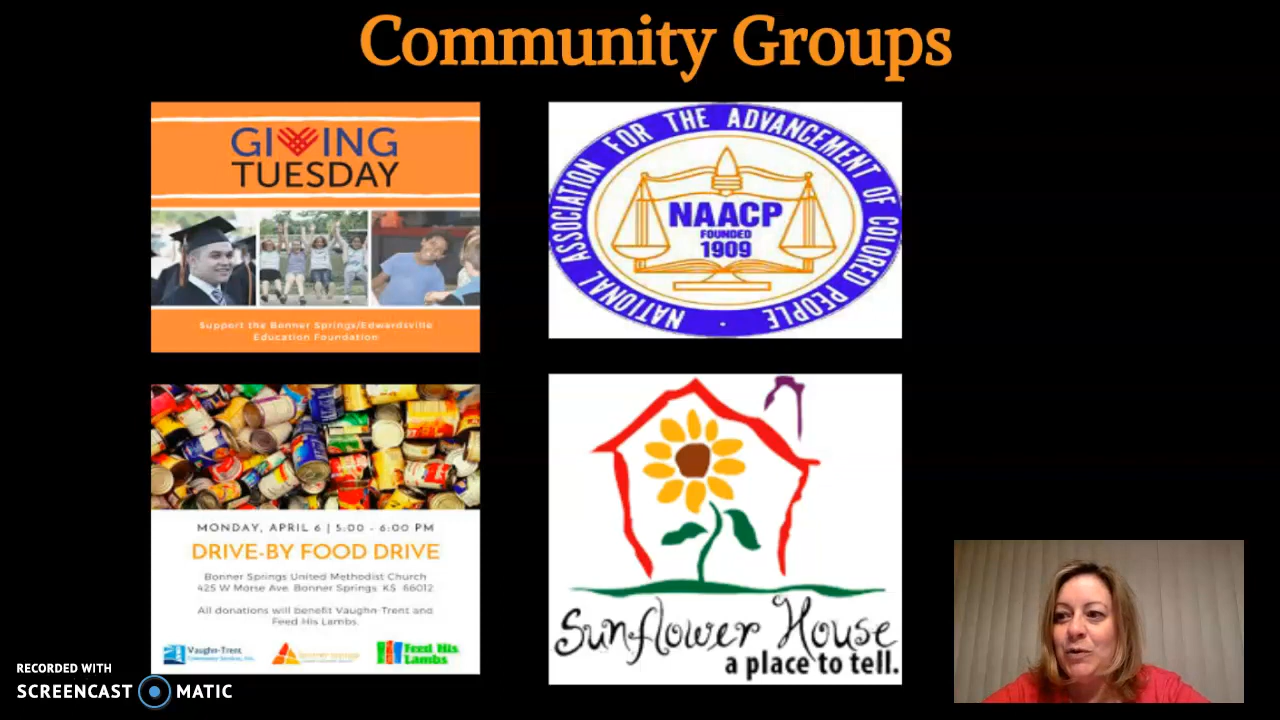 Community Groups
GIVING
TUESDAY
Support the Bonner Springs/Edwardsville
Education Foundation
NATIONAL ASSOCIATION FOR THE ADVANCEMENT OF COLORED PEOPLE
NAACP
FOUNDED
1909
MONDAY, APRIL 6 | 5:00 - 6:00 PM
DRIVE-BY FOOD DRIVE
Bonner Springs United Methodist Church
425 W Morse Ave. Bonner Springs, KS 66012
All donations will benefit Vaughn-Trent and
Feed His Lambs.
Vaughn-Trent
Feed His
Lambs
Sunflower House
a place to tell.
RECORDED WITH
SCREENCAST MATIC